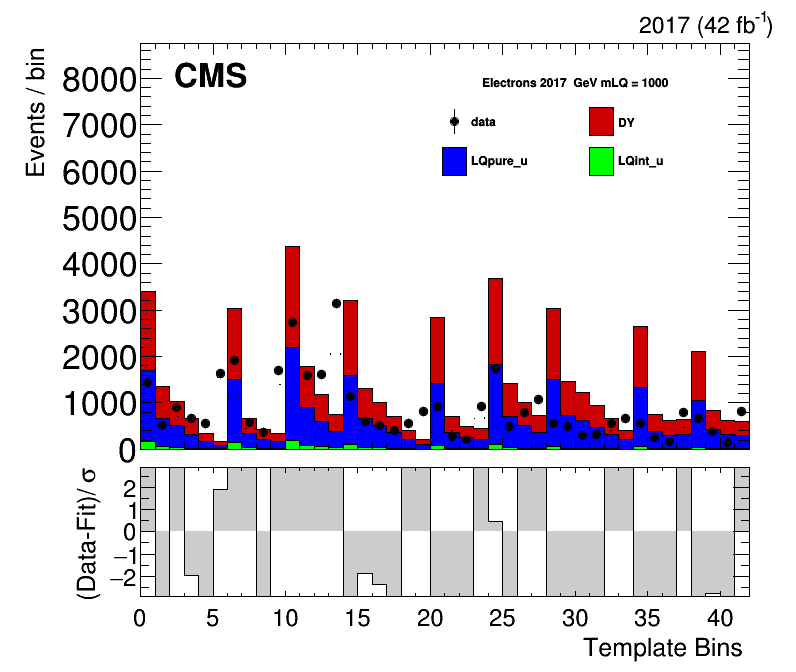 2017 (42 fb-1)
CMS
Electrons 2017 GeV mLQ = 1000
data
DY
LQpure_u
LQint_u
Events / bin
8000
7000
6000
5000
4000
3000
2000
1000
0
(Data-Fit)/ σ
2
1
0
−1
−2
0 5 10 15 20 25 30 35 40
Template Bins